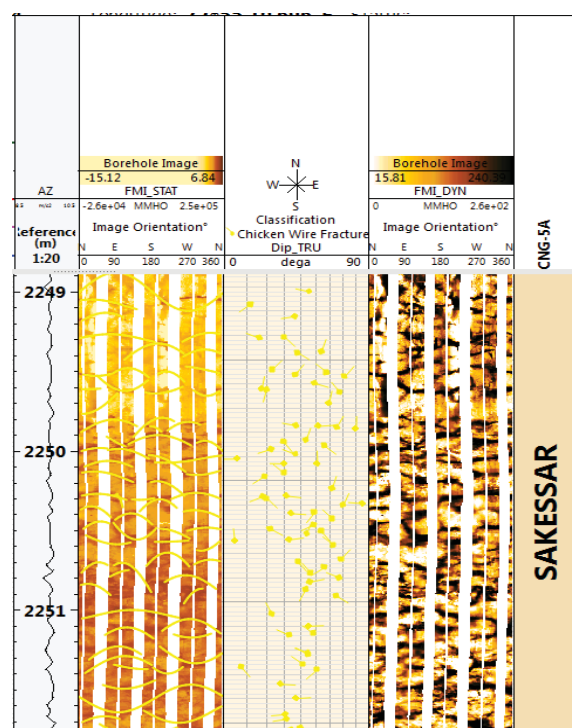 N
W E
S
Borehole Image
-15.12 6.84
FMI_STAT
-2.6e+04 MMHO 2.5e+05
Image Orientation°
N E S W N
0 90 180 270 360
Classification
Chicken Wire Fracture
Dip_TRU
0 dega 90
Borehole Image
15.81
FMI_DYN
0 MMHO 2.6e+02
Image Orientation°
N E S W N
0 90 180 270 360
AZ
(m)
1:20
CNG-5A
2249
2250
2251
SAKESSAR